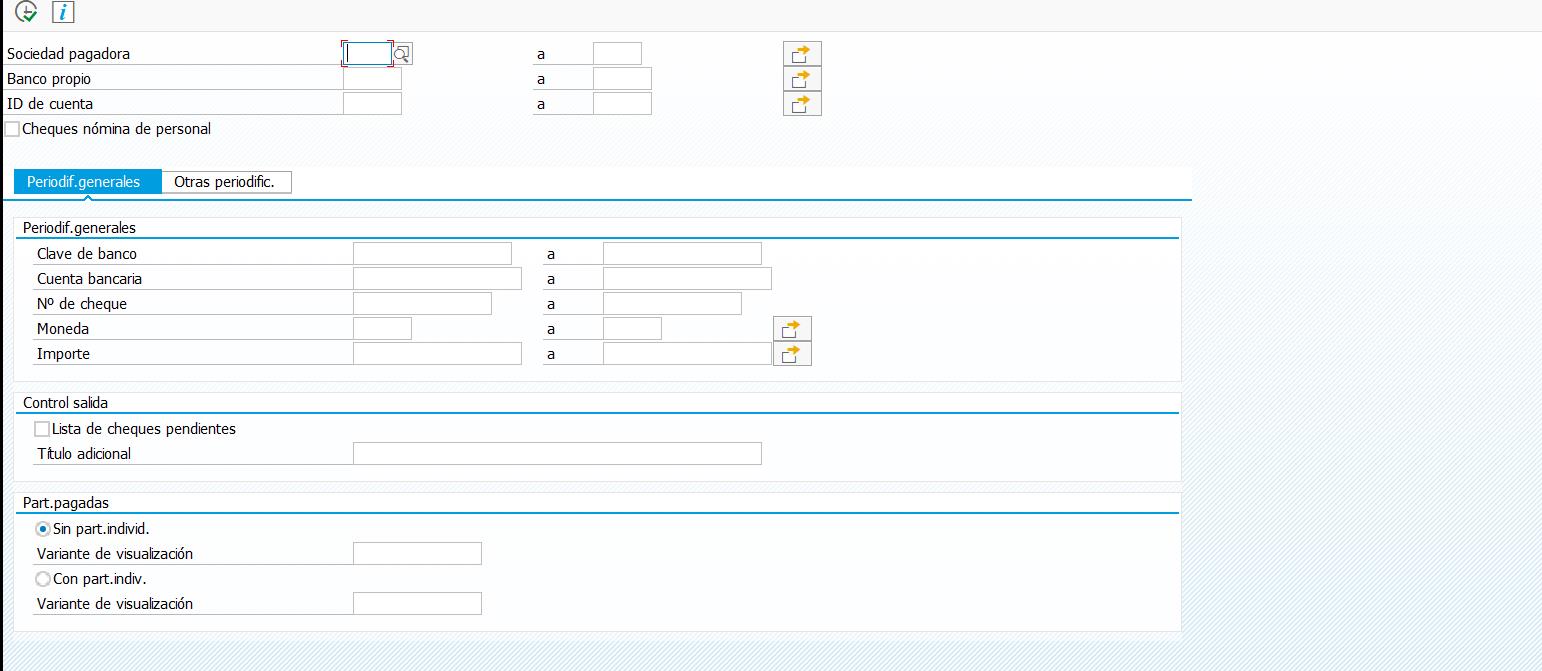 i
Sociedad pagadora a
Banco propio a
ID de cuenta a
Cheques nómina de personal
Periodif.generales Otras periodific.
Periodif.generales
Clave de banco a
Cuenta bancaria a
Nº de cheque a
Moneda a
Importe a
Control salida
Lista de cheques pendientes
Título adicional
Part.pagadas
Sin part.individ.
Variante de visualización
Con part.indiv.
Variante de visualización